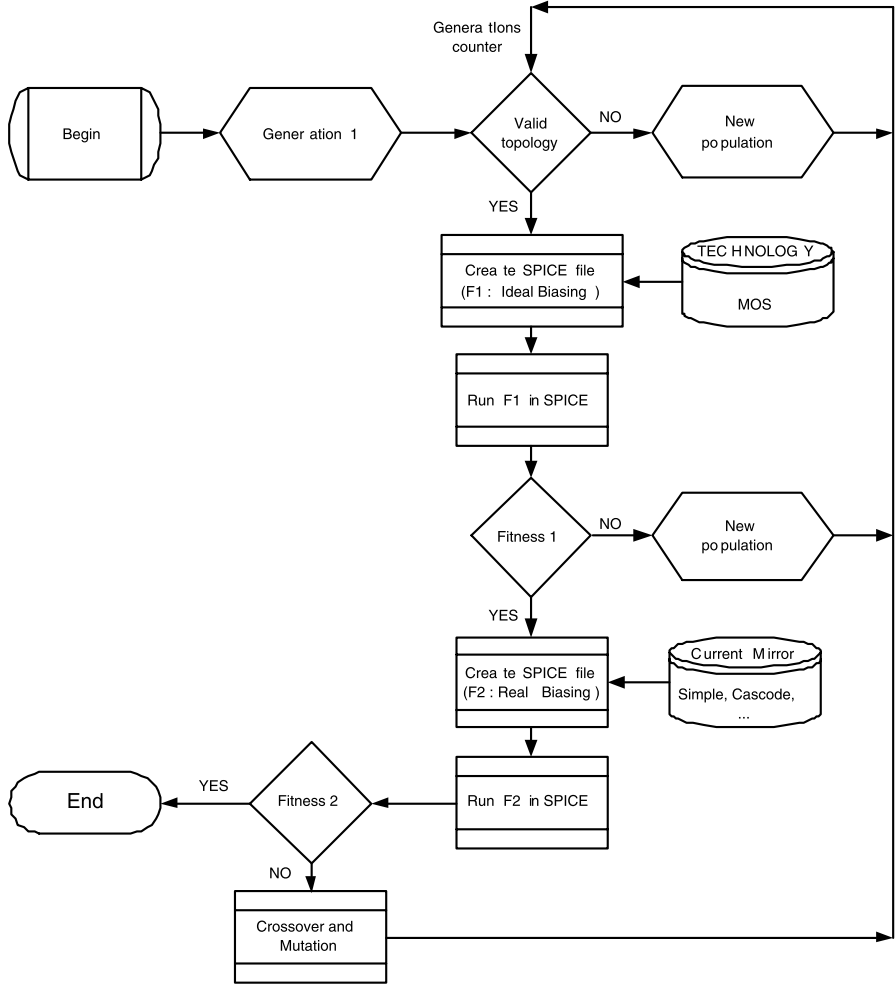 Genera tIons
counter
Begin
Gener ation 1
Valid
topology
NO
New
po pulation
YES
Crea te SPICE file
(F1 : Ideal Biasing )
TEC HNOLOG Y
MOS
Run F1 in SPICE
Fitness 1
NO
New
po pulation
YES
Crea te SPICE file
(F2 : Real Biasing )
Current Mirror
Simple, Cascode,
...
Run F2 in SPICE
Fitness 2
YES
End
NO
Crossover and
Mutation